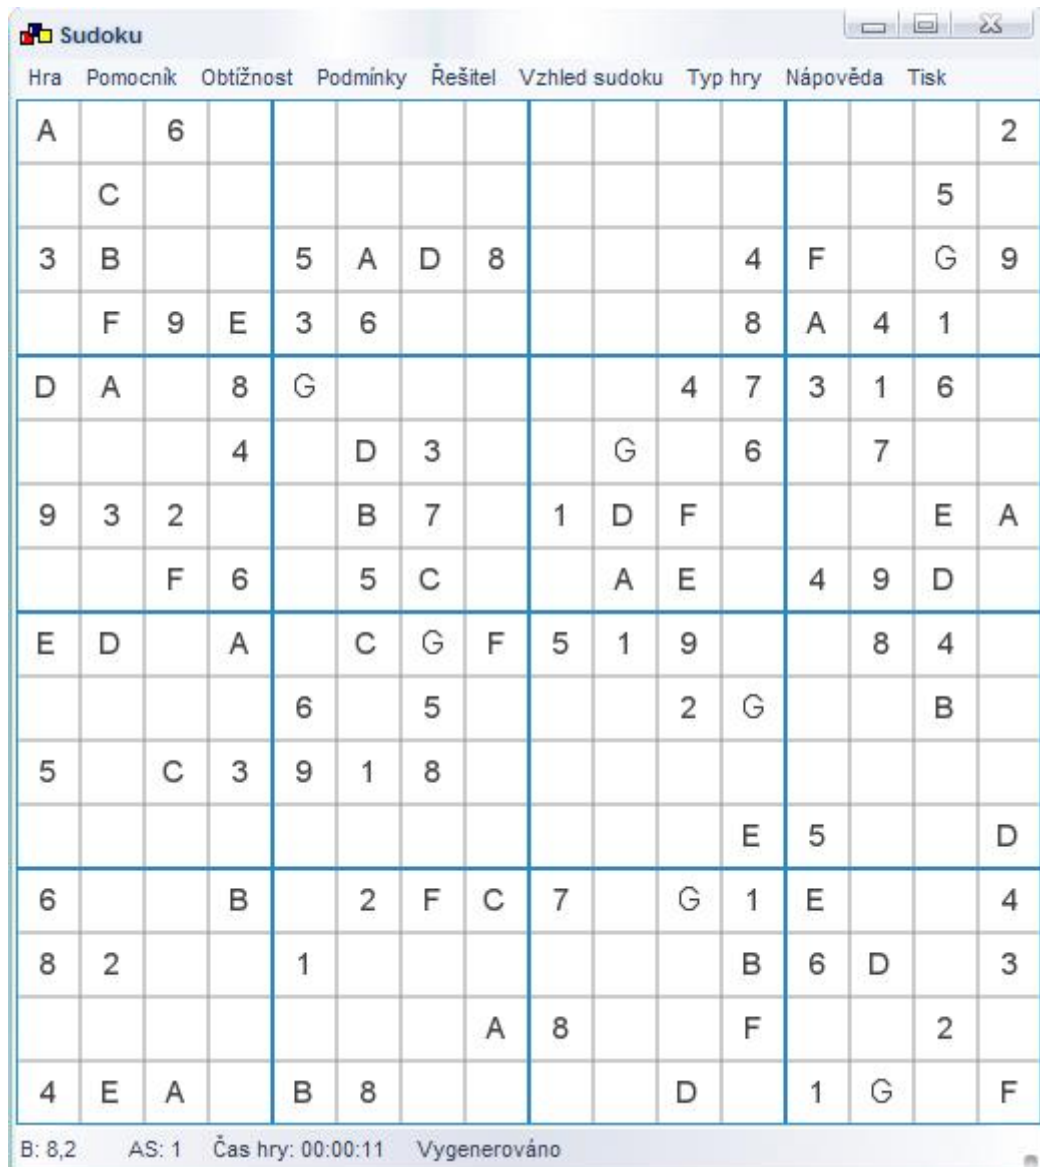 Sudoku
Hra Pomocník Obtížnost Podmínky Řešitel Vzhled sudoku Typ hry Nápověda Tisk
A 6 2
C 5
3 B 5 A D 8 4 F G 9
F 9 E 3 6 8 A 4 1
D A 8 G 4 7 3 1 6
4 D 3 G 6 7
9 3 2 B 7 1 D F E A
F 6 5 C A E 4 9 D
E D A C G F 5 1 9 8 4
6 5 2 G B
5 C 3 9 1 8
E 5 D
6 B 2 F C 7 G 1 E 4
8 2 1 B 6 D 3
A 8 F 2
4 E A B 8 D 1 G F
B: 8,2 AS: 1 Čas hry: 00:00:11 Vygenerováno